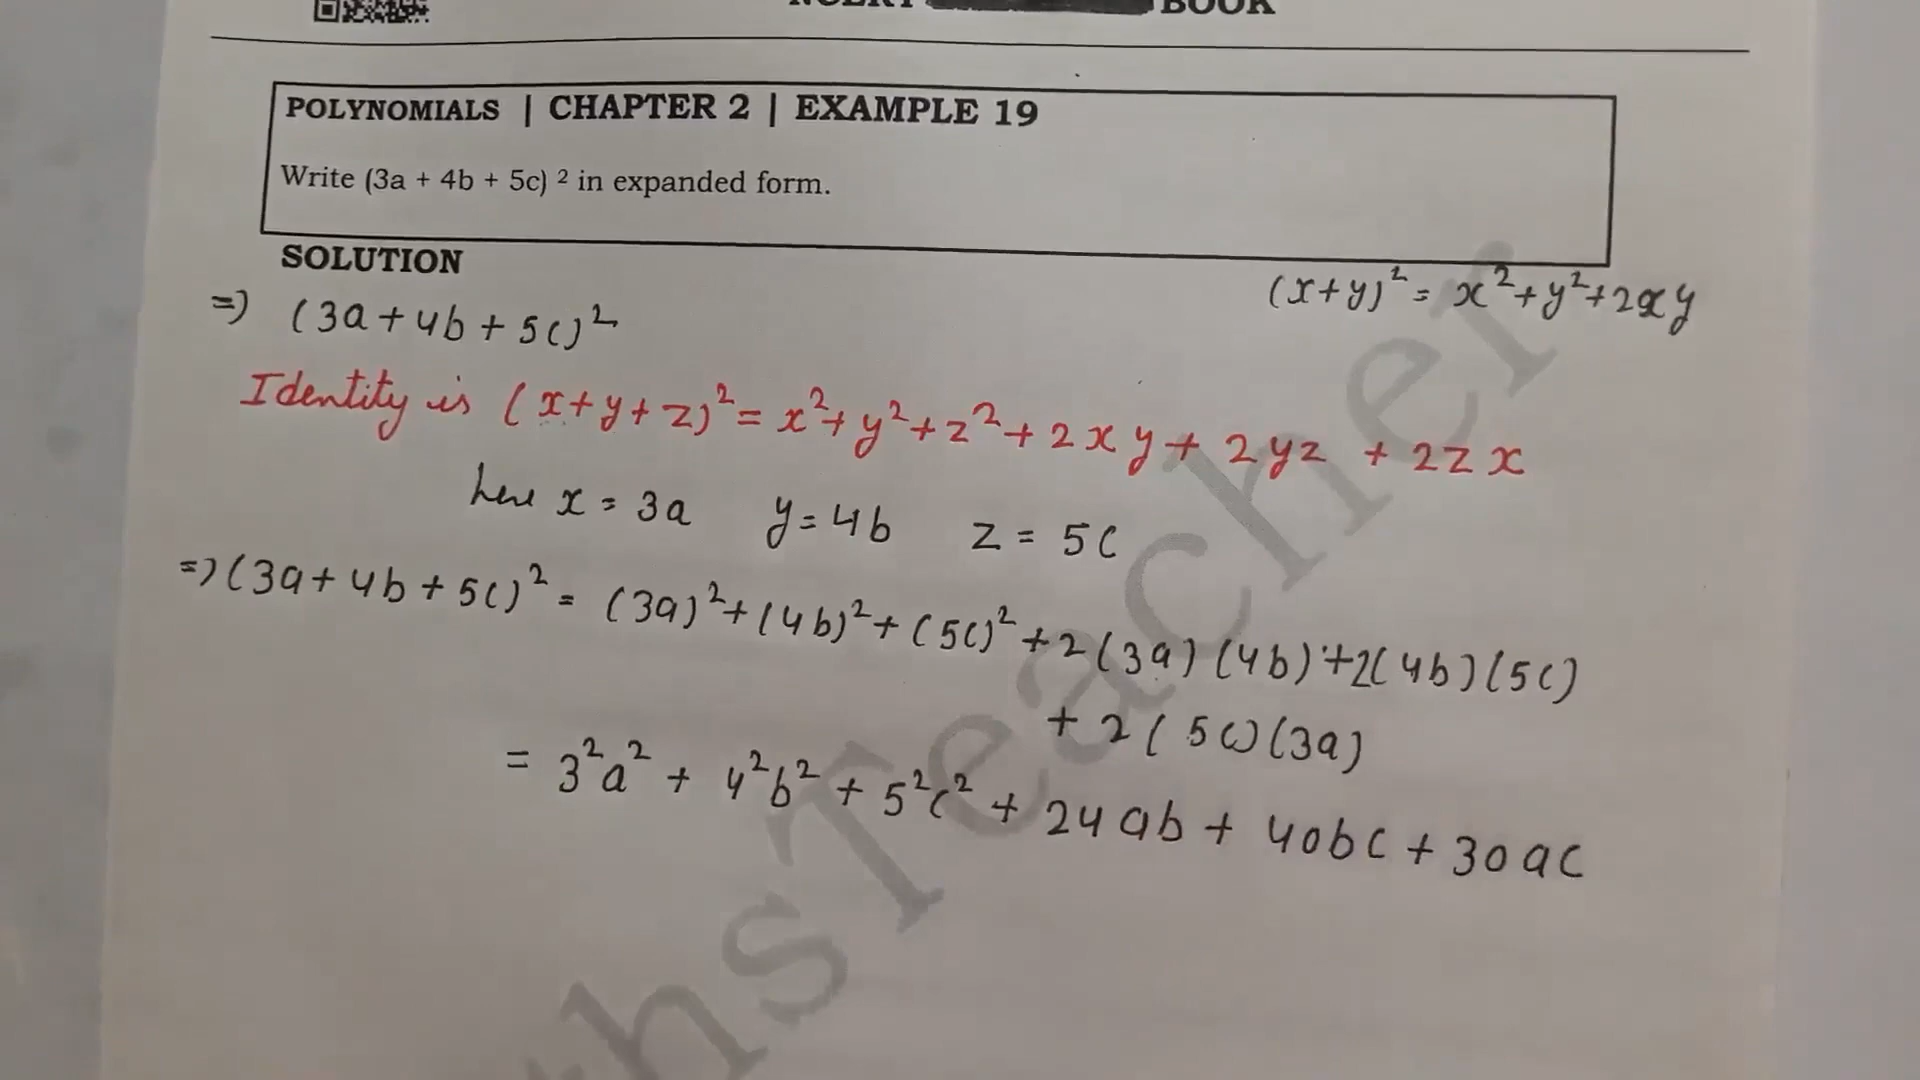 BOOK
POLYNOMIALS | CHAPTER 2 | EXAMPLE 19
Write (3a + 4b + 5c) ² in expanded form.
SOLUTION
(x+y)² = x²+y²+2xy
=) (3a+4b+5c)²
Identity is (x+y+z)² = x²+y²+z²+2xy+2yz+2zx
here x = 3a y = 4b z = 5c
=) (3a+4b+5c)² = (3a)²+(4b)²+(5c)²+2(3a)(4b)+2(4b)(5c)
+ 2(5c)(3a)
= 3²a² + 4²b² + 5²c² + 24ab + 40bc + 30ac
hsTeacher